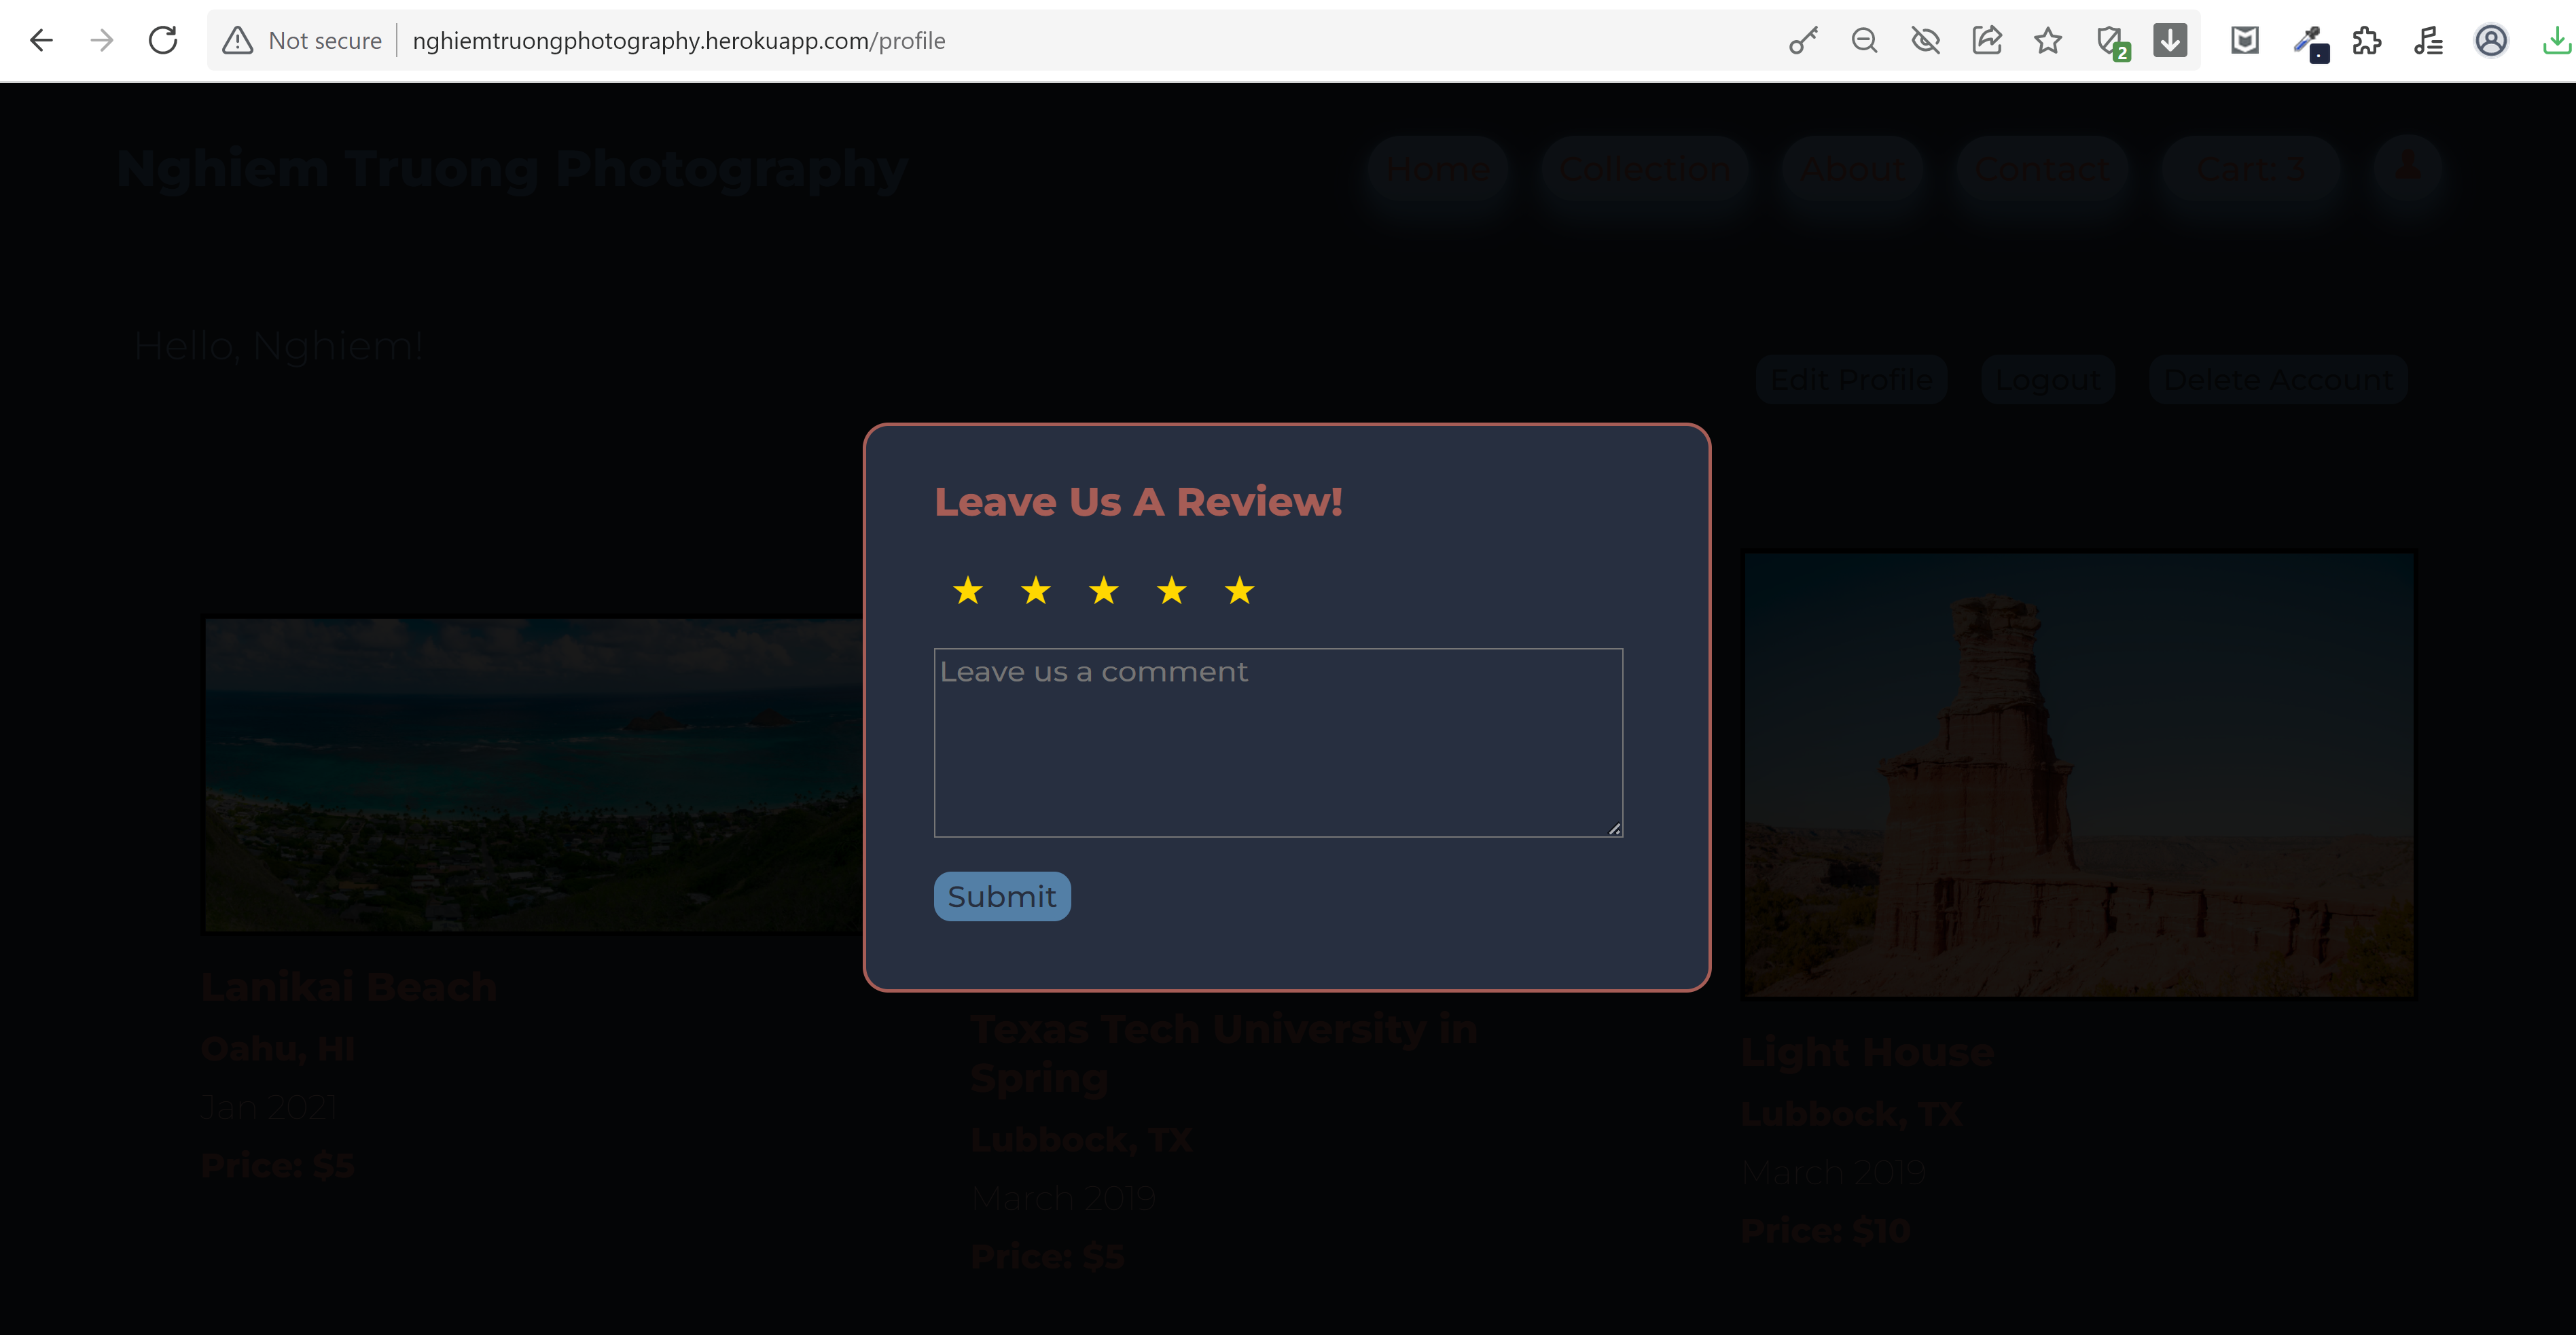 Not secure nghiemtruongphotography.herokuapp.com/profile
2
Nghiem Truong Photography Home Collection About Contact Cart: 3
Hello, Nghiem!
Edit Profile Logout Delete Account
Leave Us A Review!
Leave us a comment
Submit
Lanikai Beach
Oahu, HI
Jan 2021
Price: $5
Texas Tech University in
Spring
Lubbock, TX
March 2019
Price: $5
Light House
Lubbock, TX
March 2019
Price: $10